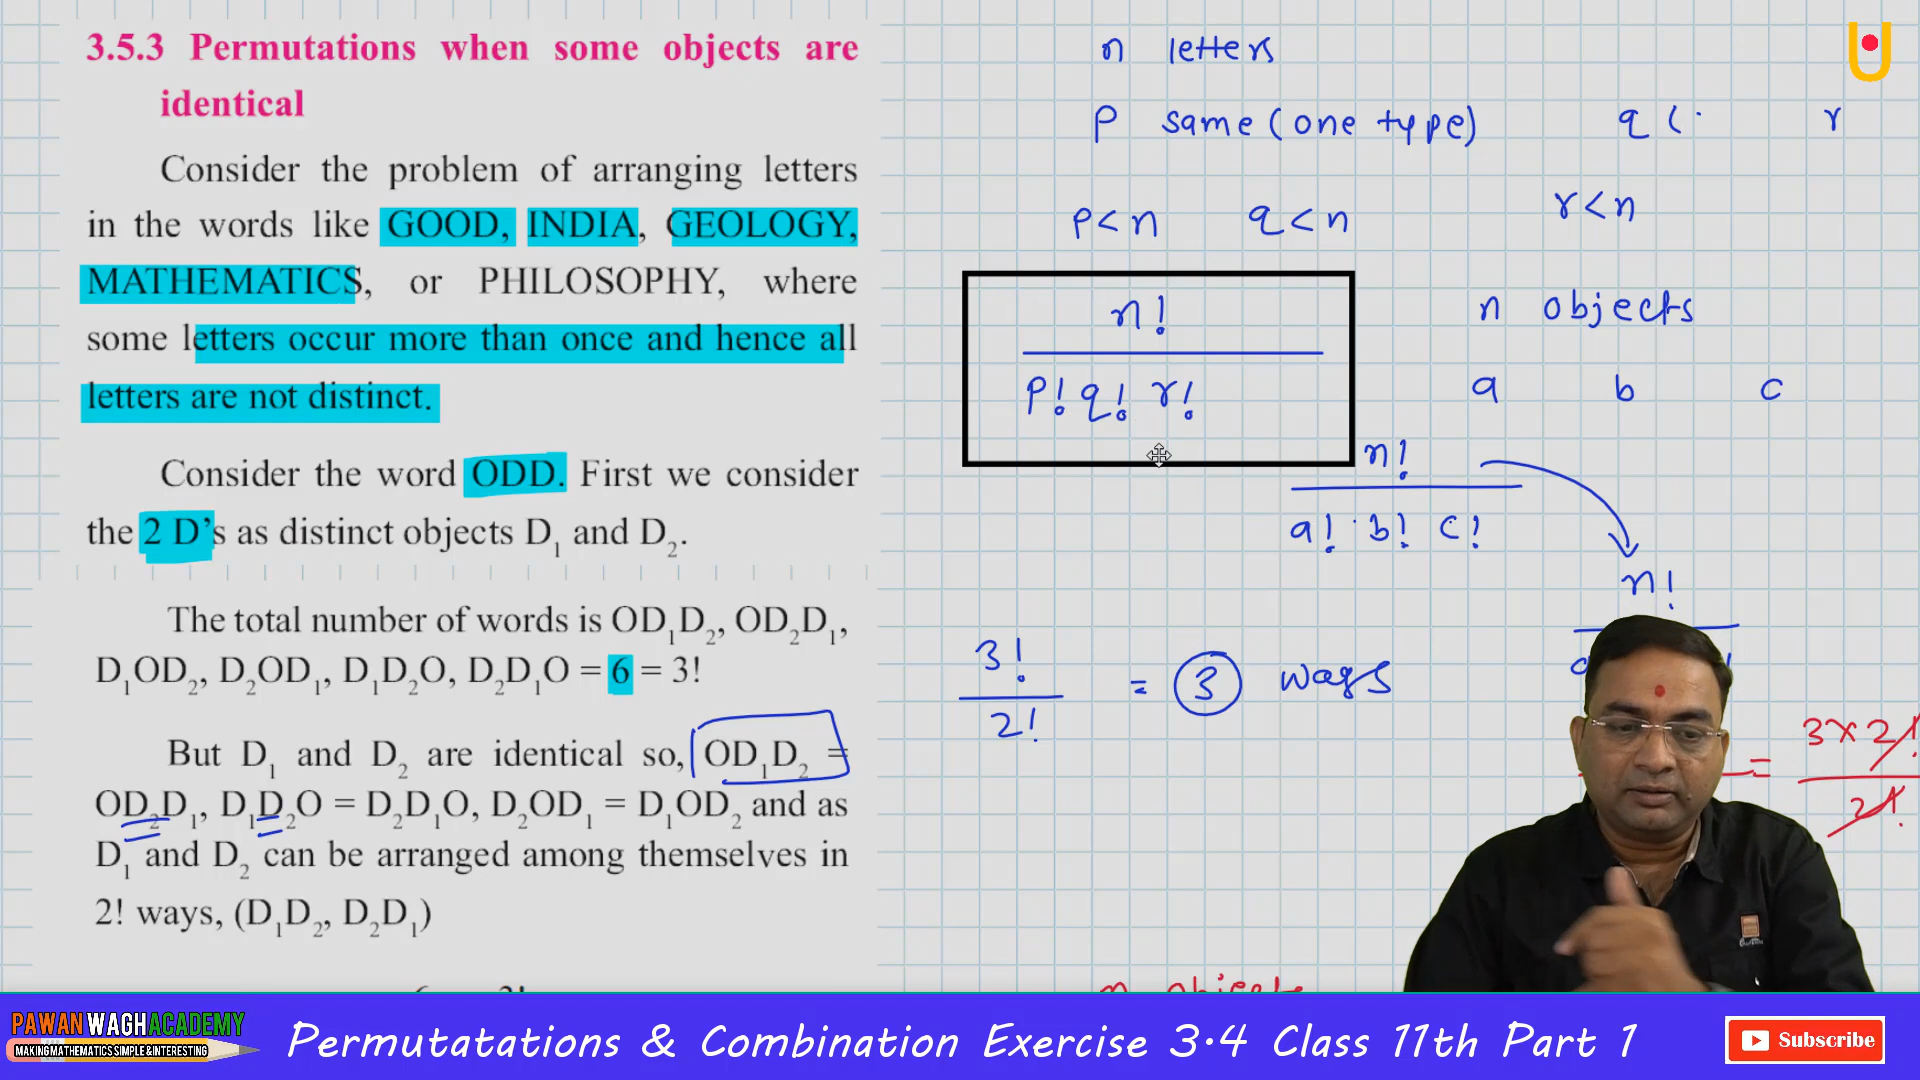 3.5.3 Permutations when some objects are
identical
Consider the problem of arranging letters
in the words like GOOD, INDIA, GEOLOGY,
MATHEMATICS, or PHILOSOPHY, where
some letters occur more than once and hence all
letters are not distinct.
Consider the word ODD. First we consider
the 2 D's as distinct objects D₁ and D₂.
The total number of words is OD₁D₂, OD₂D₁,
D₁OD₂, D₂OD₁, D₁D₂O, D₂D₁O = 6 = 3!
But D₁ and D₂ are identical so, OD₁D₂ =
OD₂D₁, D₁D₂O = D₂D₁O, D₂OD₁ = D₁OD₂ and as
D₁ and D₂ can be arranged among themselves in
2! ways, (D₁D₂, D₂D₁)
n letters
p same (one type) q ( r
p<n q<n r<n
n!
p! q! r!
n objects
a b c
n!
a! b! c!
n!
3!
2!
= 3 ways
= 3×2!
2!
n objects
PAWAN WAGH ACADEMY
MAKING MATHEMATICS SIMPLE & INTERESTING
Permutatations & Combination Exercise 3.4 Class 11th Part 1
Subscribe